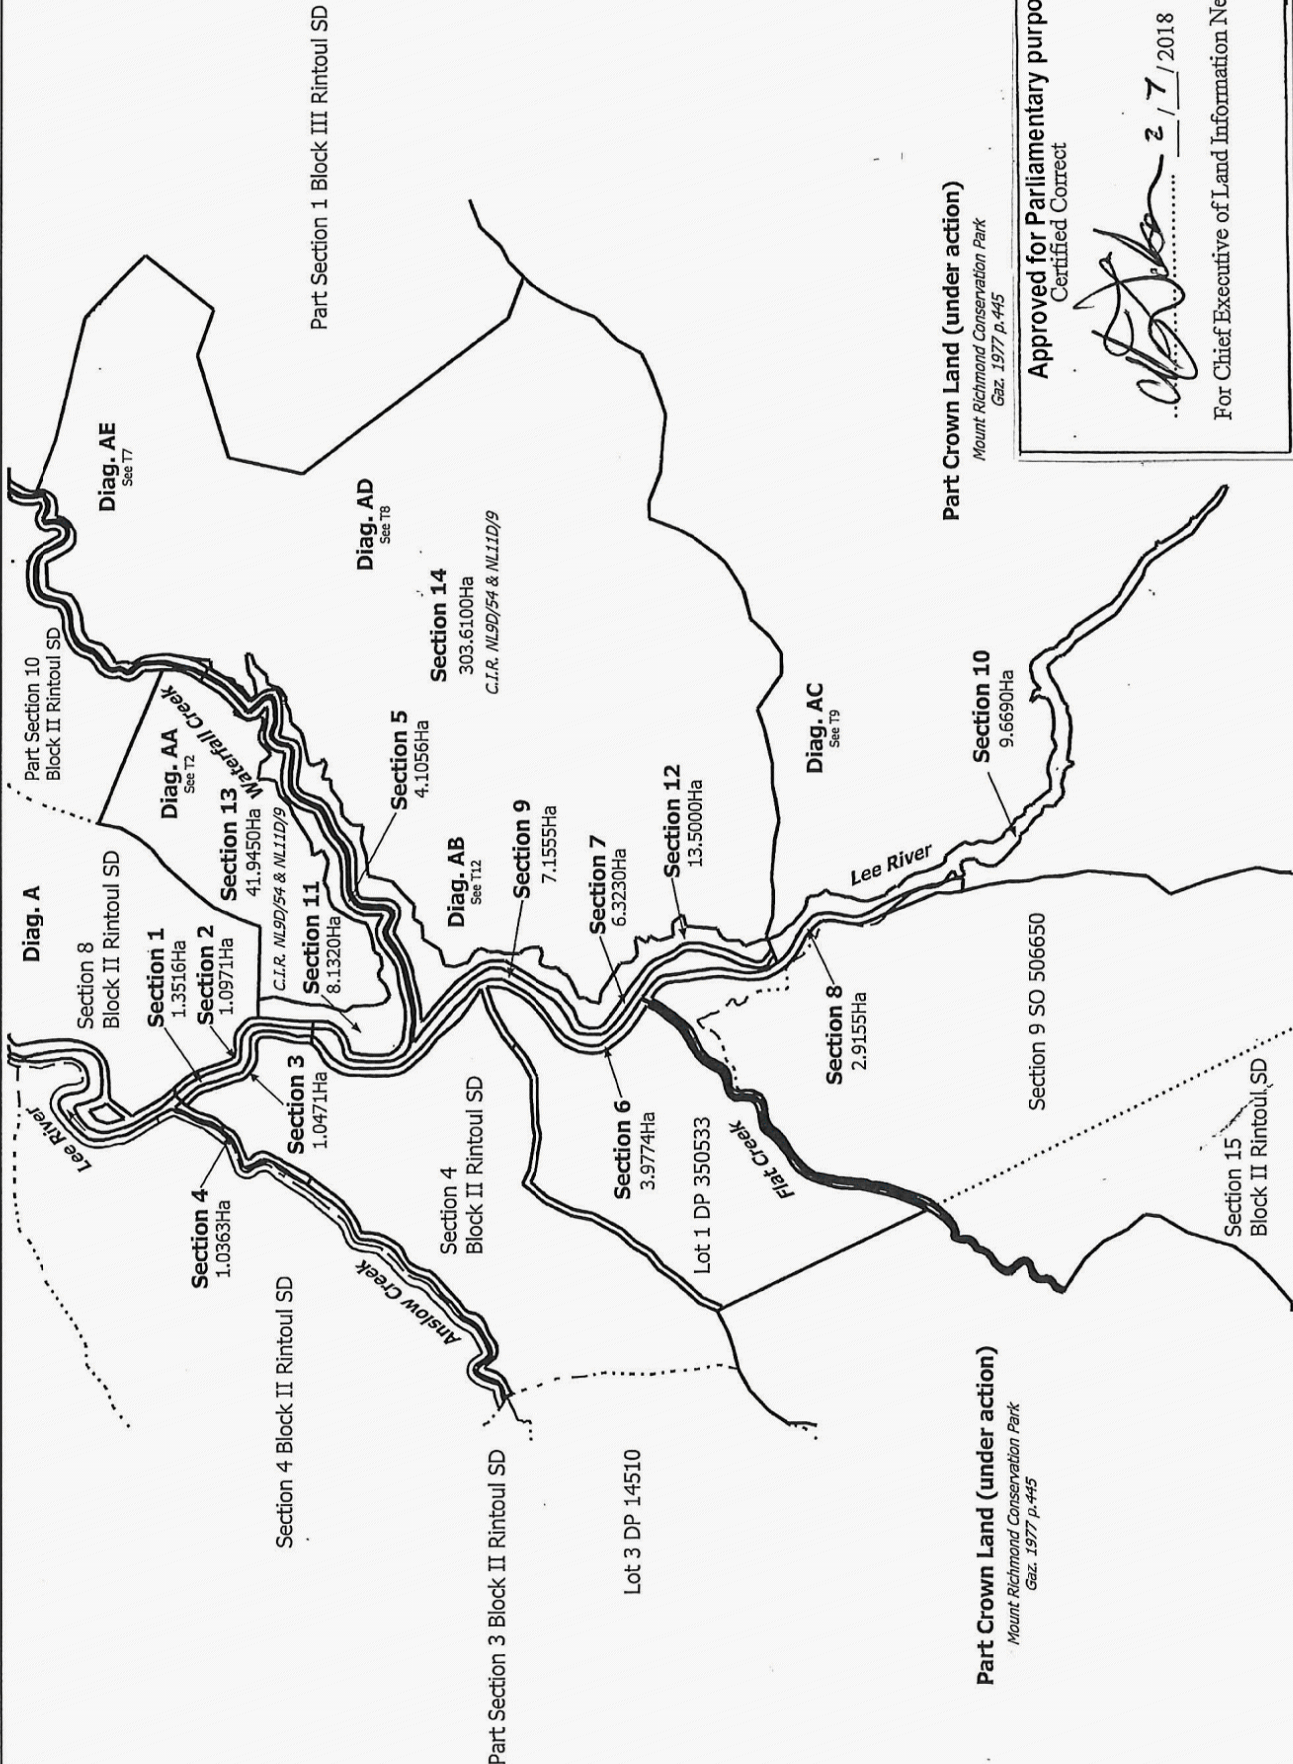 Diag. A
Section 8
Block II Rintoul SD
Part Section 10
Block II Rintoul SD
Diag. AE
See T7
Part Section 1 Block III Rintoul SD
Lee River
Section 1
1.3516Ha
Section 2
1.0971Ha
Diag. AA
See T2
Waterfall Creek
Section 13
41.9450Ha
C.I.R. NL9D/54 & NL11D/9
Section 11
8.1320Ha
Section 3
1.0471Ha
Section 4
1.0363Ha
Section 4 Block II Rintoul SD
Anslow Creek
Section 5
4.1056Ha
Diag. AD
See T8
Section 14
303.6100Ha
C.I.R. NL9D/54 & NL11D/9
Diag. AB
See T12
Section 4
Block II Rintoul SD
Part Section 3 Block II Rintoul SD
Section 9
7.1555Ha
Section 7
6.3230Ha
Section 6
3.9774Ha
Lot 3 DP 14510
Section 12
13.5000Ha
Lot 1 DP 350533
Flat Creek
Diag. AC
See T9
Section 8
2.9155Ha
Lee River
Section 10
9.6690Ha
Part Crown Land (under action)
Mount Richmond Conservation Park
Gaz. 1977 p.445
Section 9 SO 506650
Part Crown Land (under action)
Mount Richmond Conservation Park
Gaz. 1977 p.445
Section 15
Block II Rintoul SD
Approved for Parliamentary purpo
Certified Correct
2 / 7 / 2018
For Chief Executive of Land Information Ne